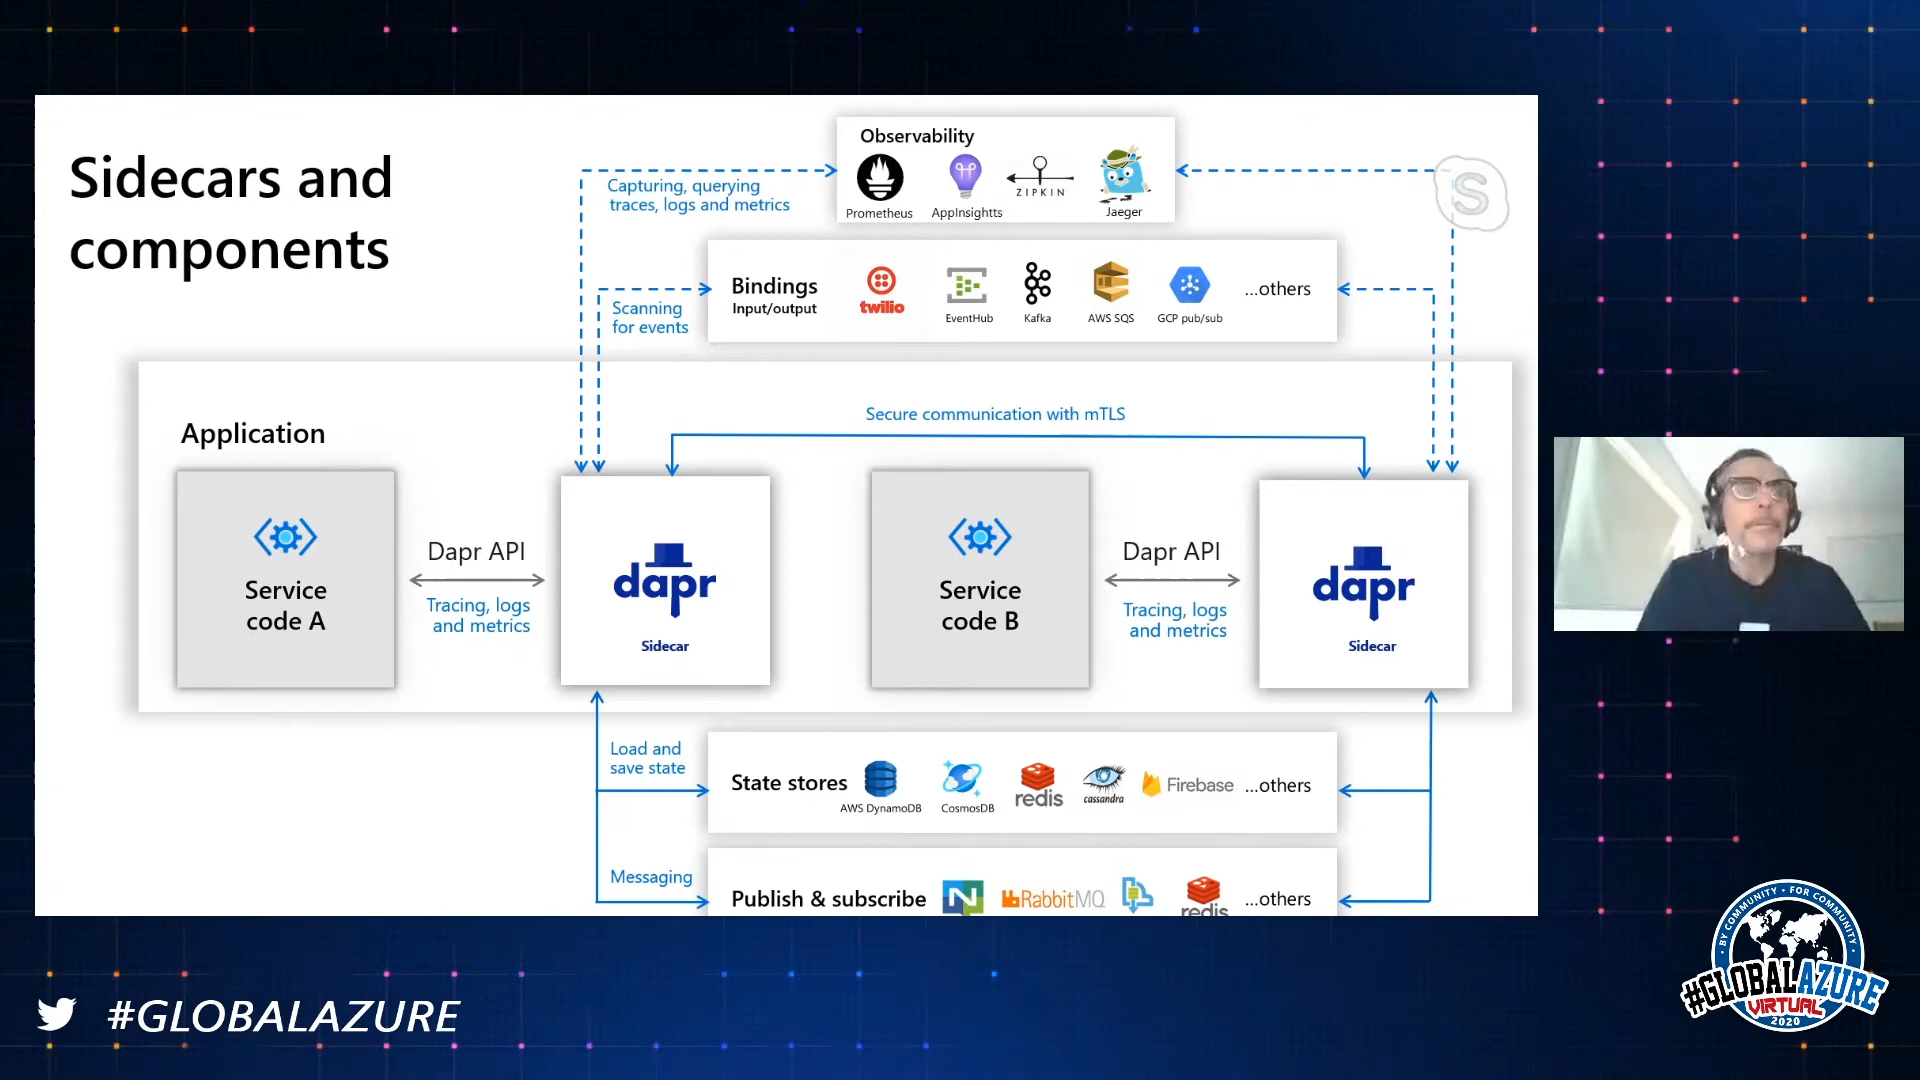 Sidecars and
components
Observability
Prometheus
AppInsightts
ZIPKIN
Jaeger
Capturing, querying
traces, logs and metrics
S
Bindings
Input/output
twilio
EventHub
Kafka
AWS SQS
GCP pub/sub
...others
Scanning
for events
Application
Secure communication with mTLS
Service
code A
Dapr API
Tracing, logs
and metrics
dapr
Sidecar
Service
code B
Dapr API
Tracing, logs
and metrics
dapr
Sidecar
Load and
save state
State stores
AWS DynamoDB
CosmosDB
redis
cassandra
Firebase
...others
Messaging
Publish & subscribe
N
RabbitMQ
redis
...others
#GLOBALAZURE
BY COMMUNITY • FOR COMMUNITY
#GLOBALAZURE
VIRTUAL
2020